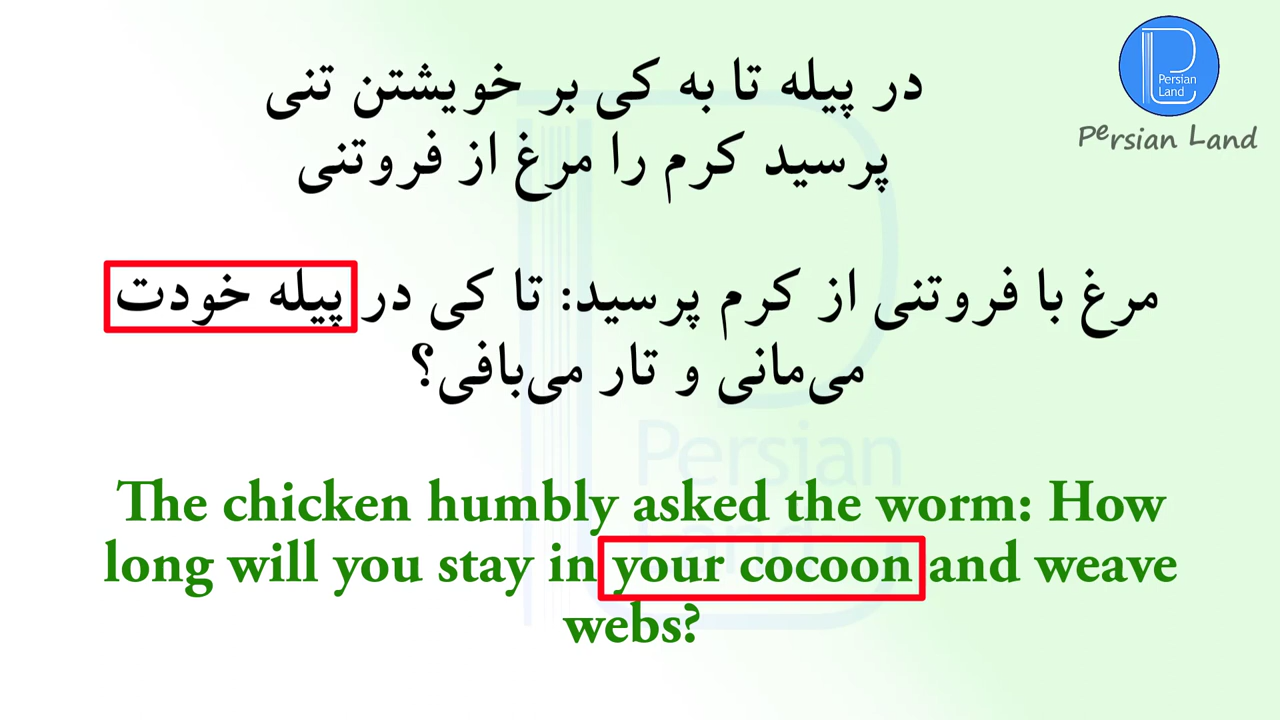 در پیله تا به کی بر خویشتن تنی
پرسید کرم را مرغ از فروتنی
Persian
Land
Persian Land
مرغ با فروتنی از کرم پرسید: تا کی در پیله خودت
می‌مانی و تار می‌بافی؟
Persian
Land
The chicken humbly asked the worm: How
long will you stay in your cocoon and weave
webs?